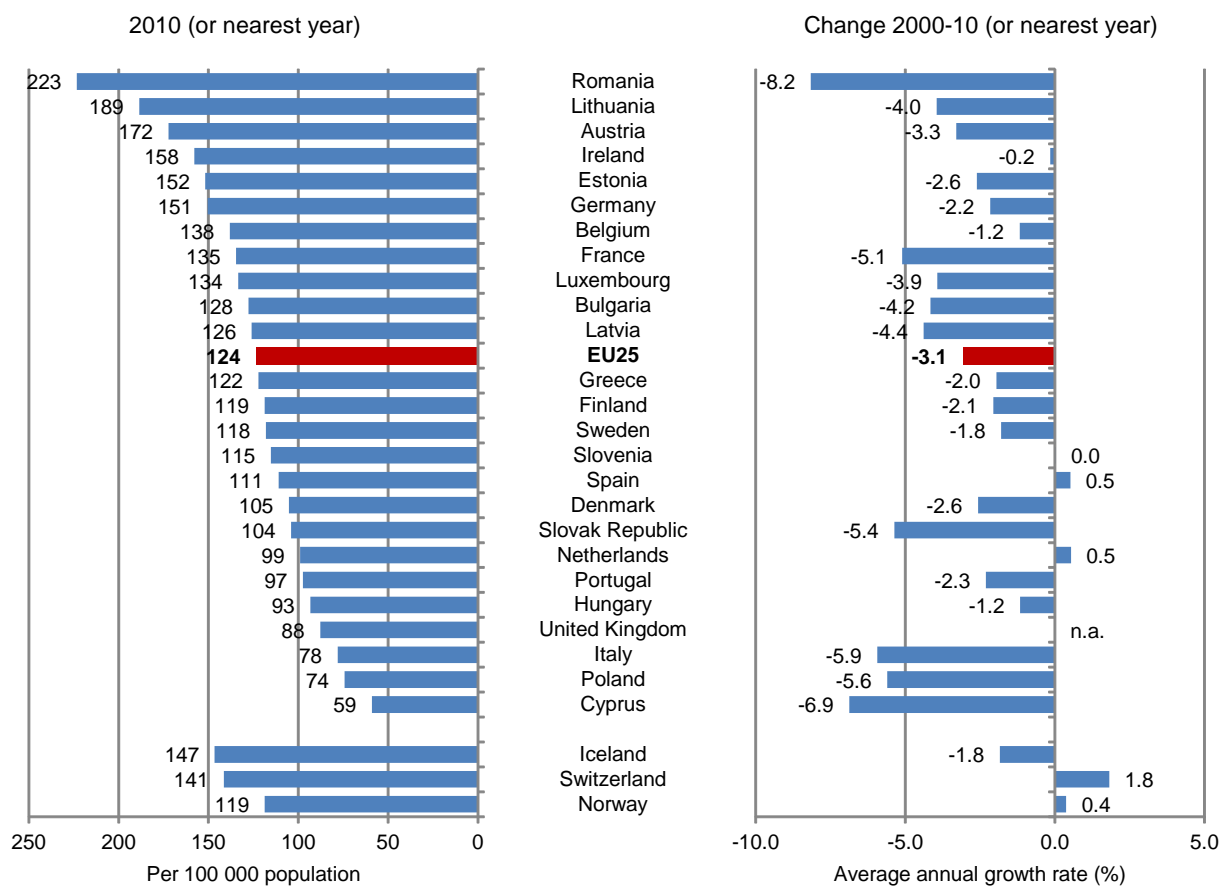 2010 (or nearest year) Change 2000-10 (or nearest year)
223 Romania -8.2
189 Lithuania -4.0
172 Austria -3.3
158 Ireland -0.2
152 Estonia -2.6
151 Germany -2.2
138 Belgium -1.2
135 France -5.1
134 Luxembourg -3.9
128 Bulgaria -4.2
126 Latvia -4.4
124 EU25 -3.1
122 Greece -2.0
119 Finland -2.1
118 Sweden -1.8
115 Slovenia 0.0
111 Spain 0.5
105 Denmark -2.6
104 Slovak Republic -5.4
99 Netherlands 0.5
97 Portugal -2.3
93 Hungary -1.2
88 United Kingdom n.a.
78 Italy -5.9
74 Poland -5.6
59 Cyprus -6.9
147 Iceland -1.8
141 Switzerland 1.8
119 Norway 0.4
250 200 150 100 50 0 -10.0 -5.0 0.0 5.0
Per 100 000 population Average annual growth rate (%)